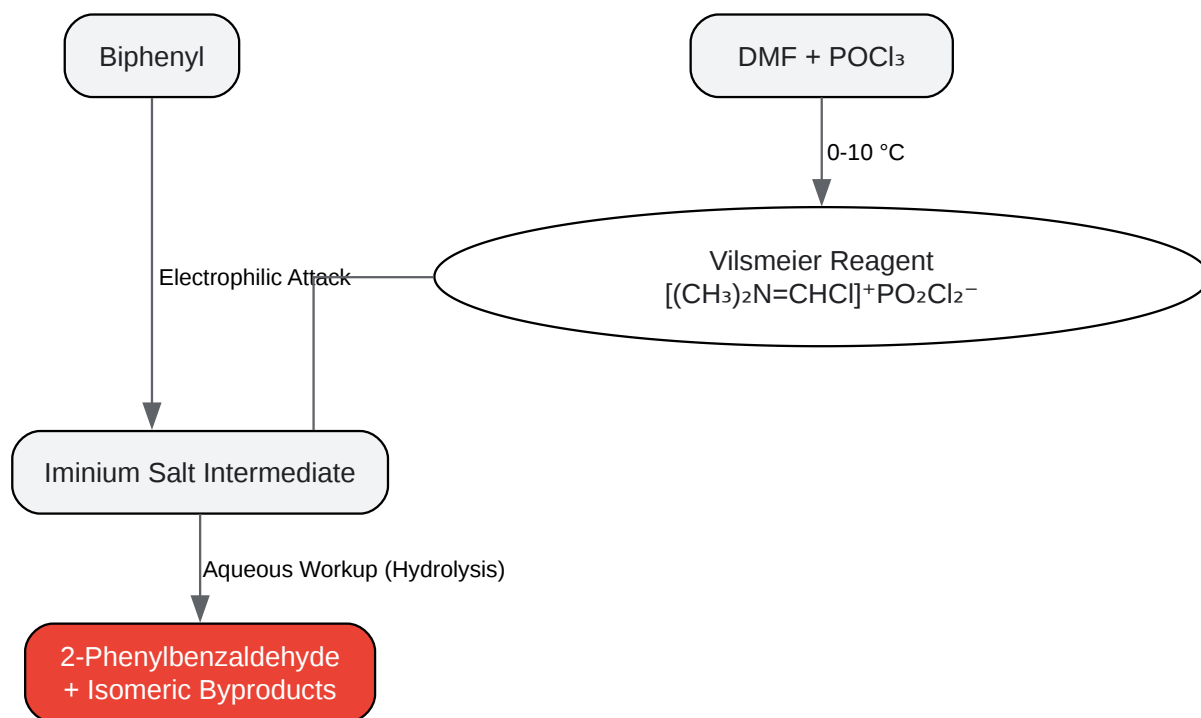 Biphenyl
DMF + POCl₃
0-10 °C
Vilsmeier Reagent
[(CH₃)₂N=CHCl]⁺PO₂Cl₂⁻
Electrophilic Attack
Iminium Salt Intermediate
Aqueous Workup (Hydrolysis)
2-Phenylbenzaldehyde
+ Isomeric Byproducts